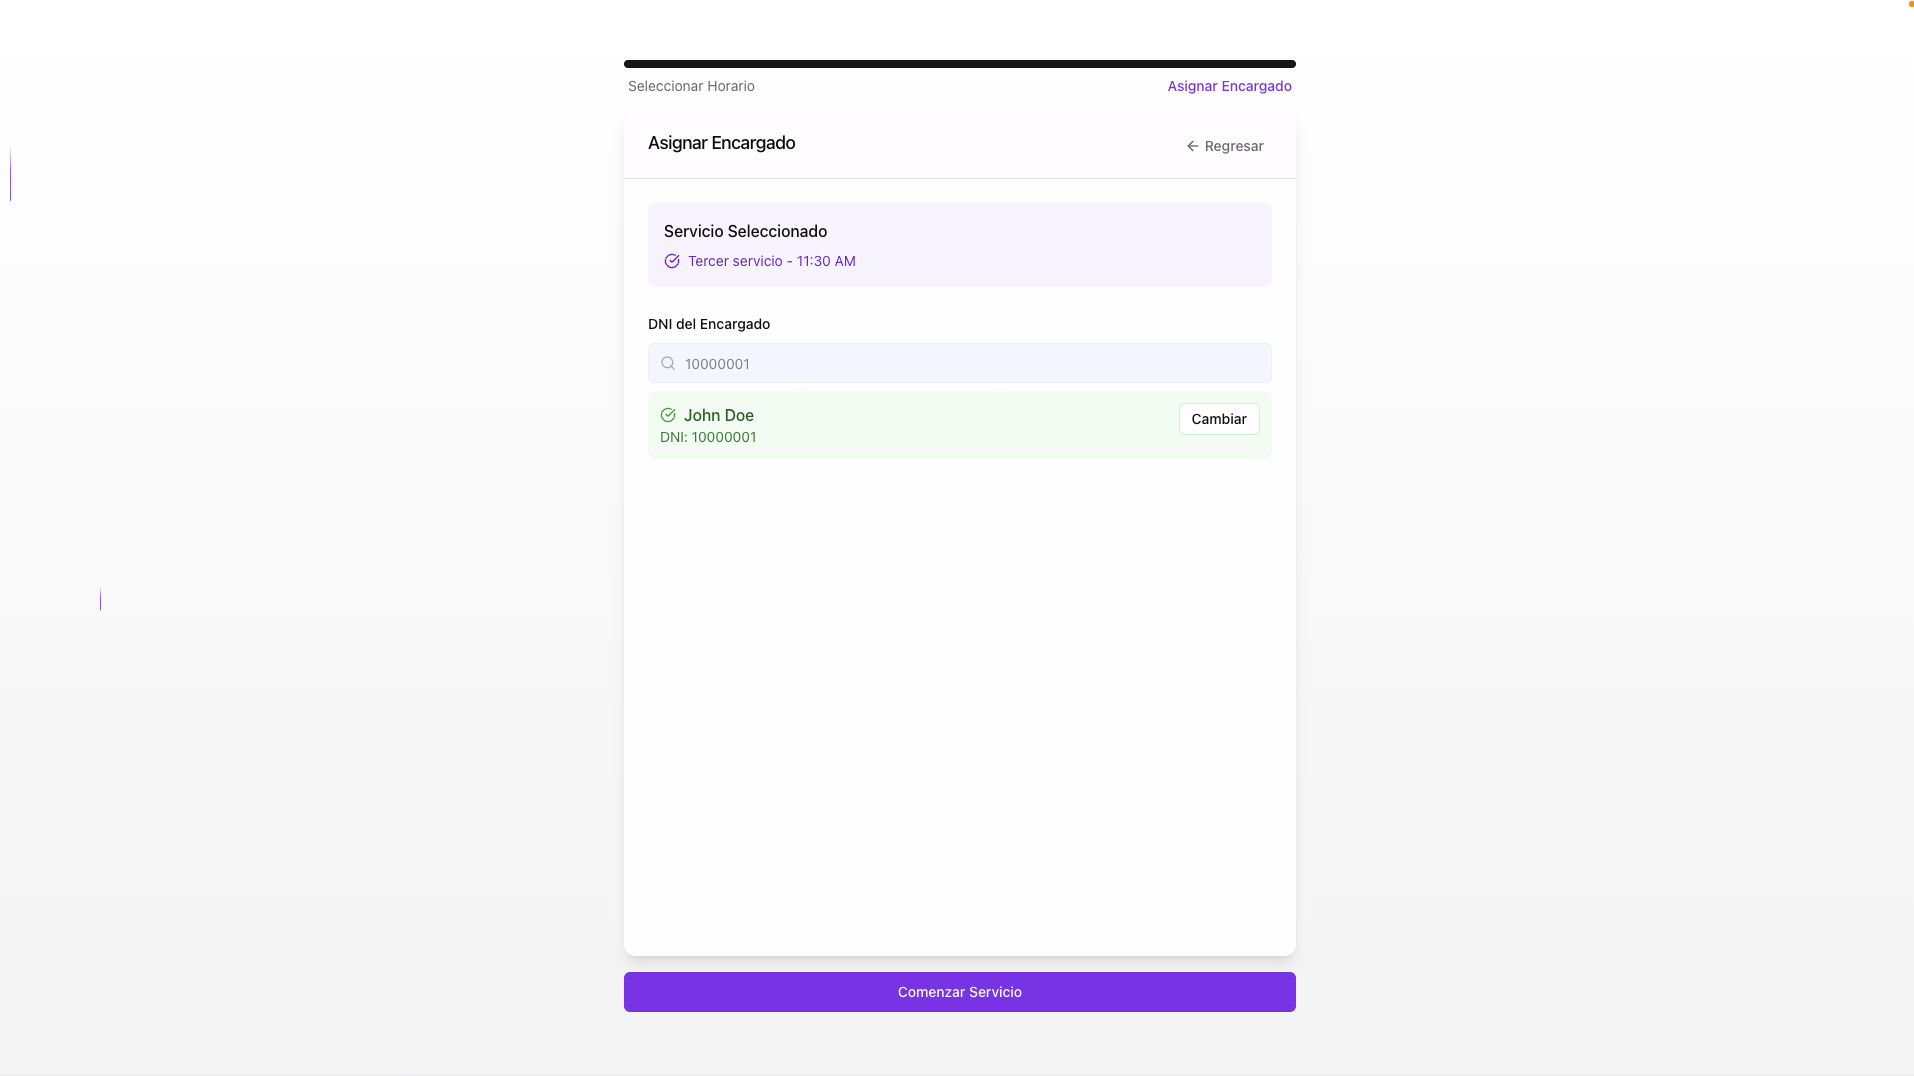 Seleccionar Horario
Asignar Encargado
Asignar Encargado
Regresar
Servicio Seleccionado
Tercer servicio - 11:30 AM
DNI del Encargado
10000001
John Doe
Cambiar
DNI: 10000001
Comenzar Servicio